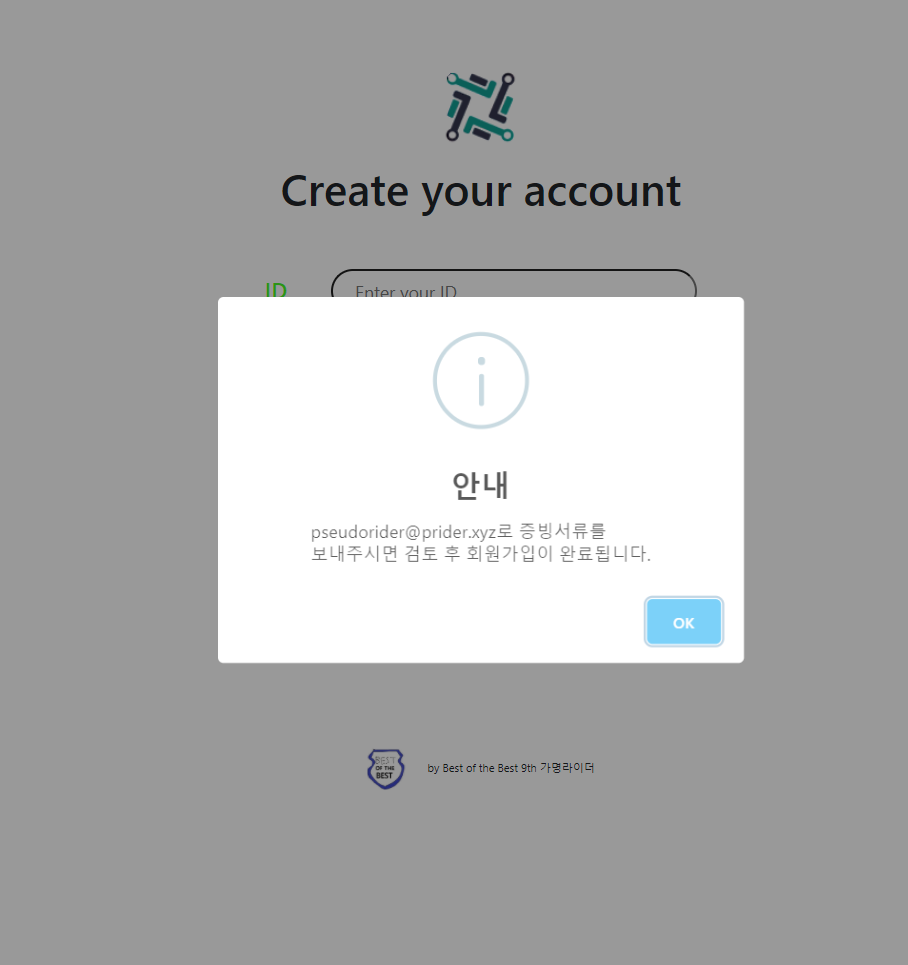 Create your account
ID
Enter your ID
안내
pseudorider@prider.xyz로 증빙서류를
보내주시면 검토 후 회원가입이 완료됩니다.
OK
BEST
OF THE
BEST
by Best of the Best 9th 가명라이더